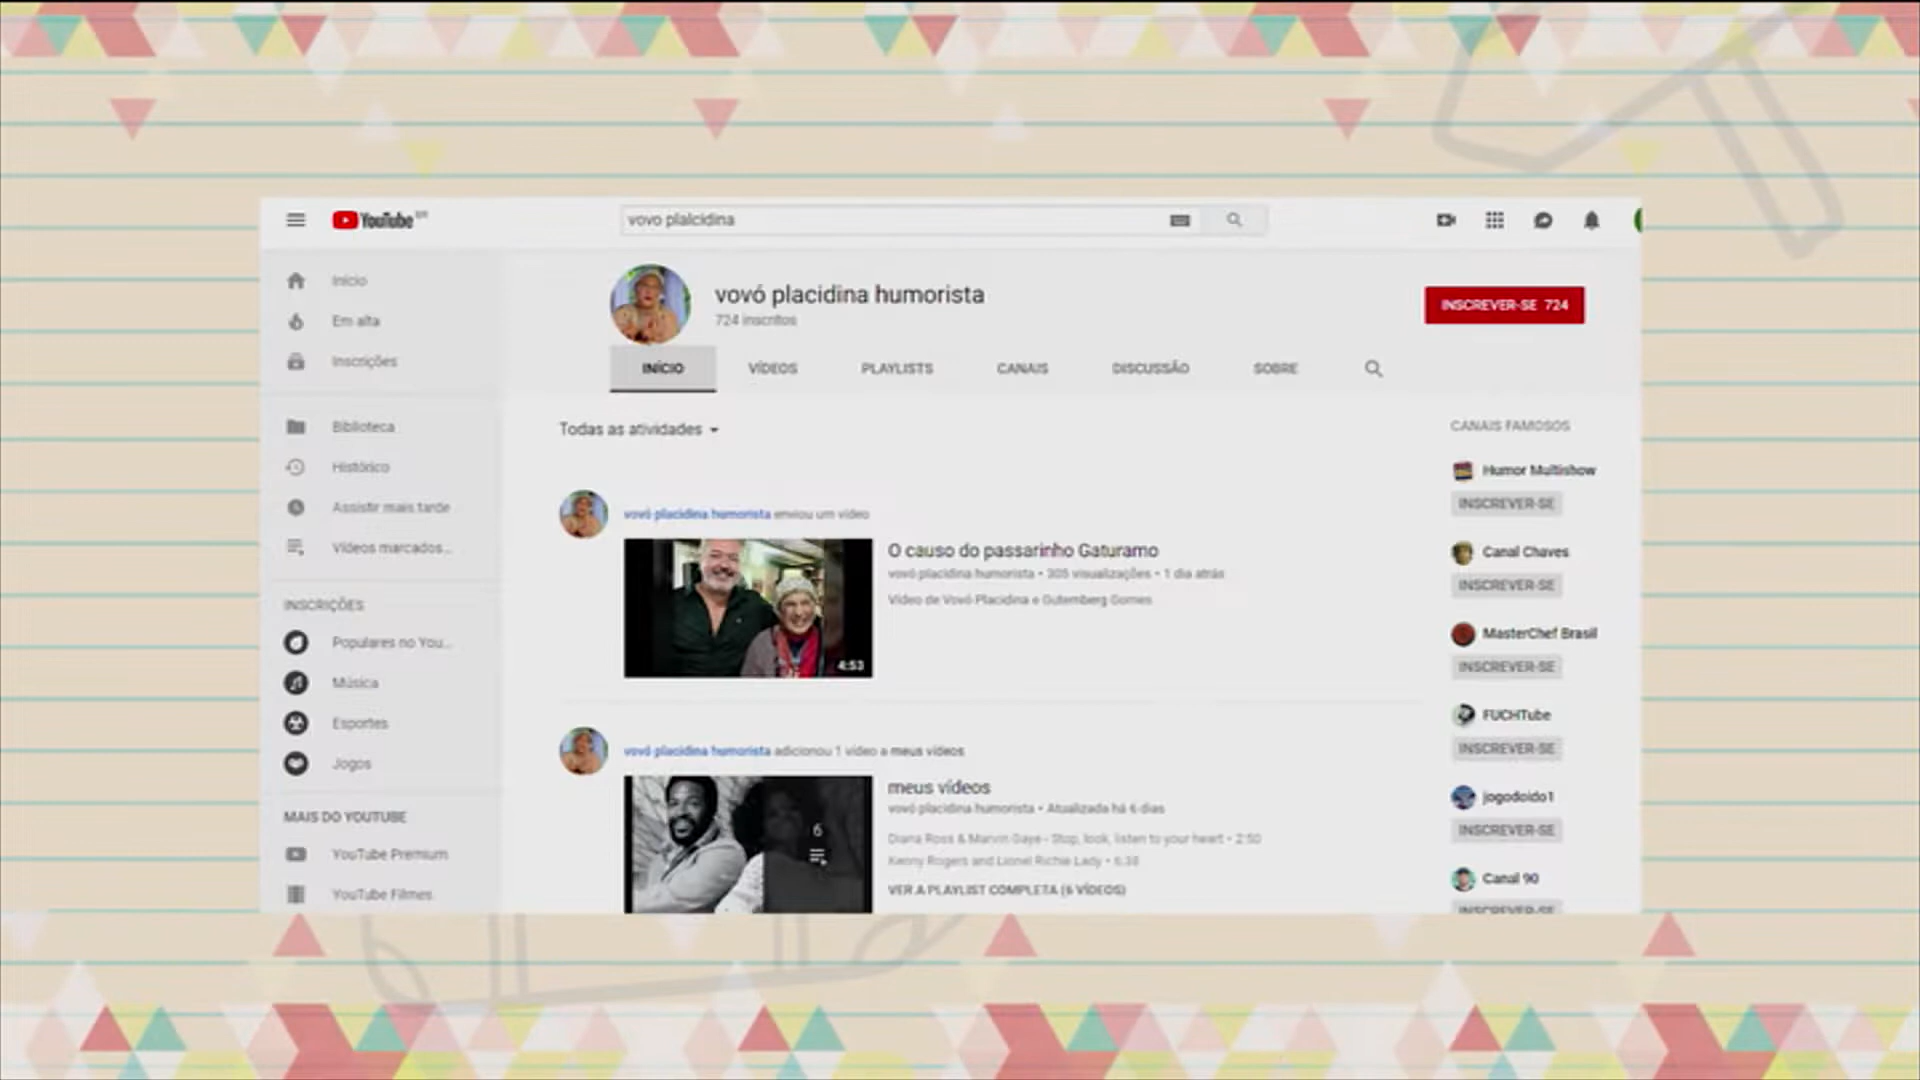 YouTube BR
vovo plalcidina
Início
Em alta
Inscrições
Biblioteca
Histórico
Assistir mais tarde
Vídeos marcados...
INSCRIÇÕES
Populares no You...
Música
Esportes
Jogos
MAIS DO YOUTUBE
YouTube Premium
YouTube Filmes
vovó placidina humorista
724 inscritos
INSCREVER-SE 724
INÍCIO VÍDEOS PLAYLISTS CANAIS DISCUSSÃO SOBRE
Todas as atividades
vovó placidina humorista enviou um vídeo
4:53
O causo do passarinho Gaturamo
vovó placidina humorista • 305 visualizações • 1 dia atrás
Vídeo de Vovó Placidina e Gutemberg Gomes
vovó placidina humorista adicionou 1 vídeo a meus vídeos
6
meus vídeos
vovó placidina humorista • Atualizada há 6 dias
Diana Ross & Marvin Gaye - Stop, look, listen to your heart • 2:50
Kenny Rogers and Lionel Richie Lady • 6:38
VER A PLAYLIST COMPLETA (6 VÍDEOS)
CANAIS FAMOSOS
Humor Multishow
INSCREVER-SE
Canal Chaves
INSCREVER-SE
MasterChef Brasil
INSCREVER-SE
FUCHTube
INSCREVER-SE
jogodoido1
INSCREVER-SE
Canal 90
INSCREVER-SE